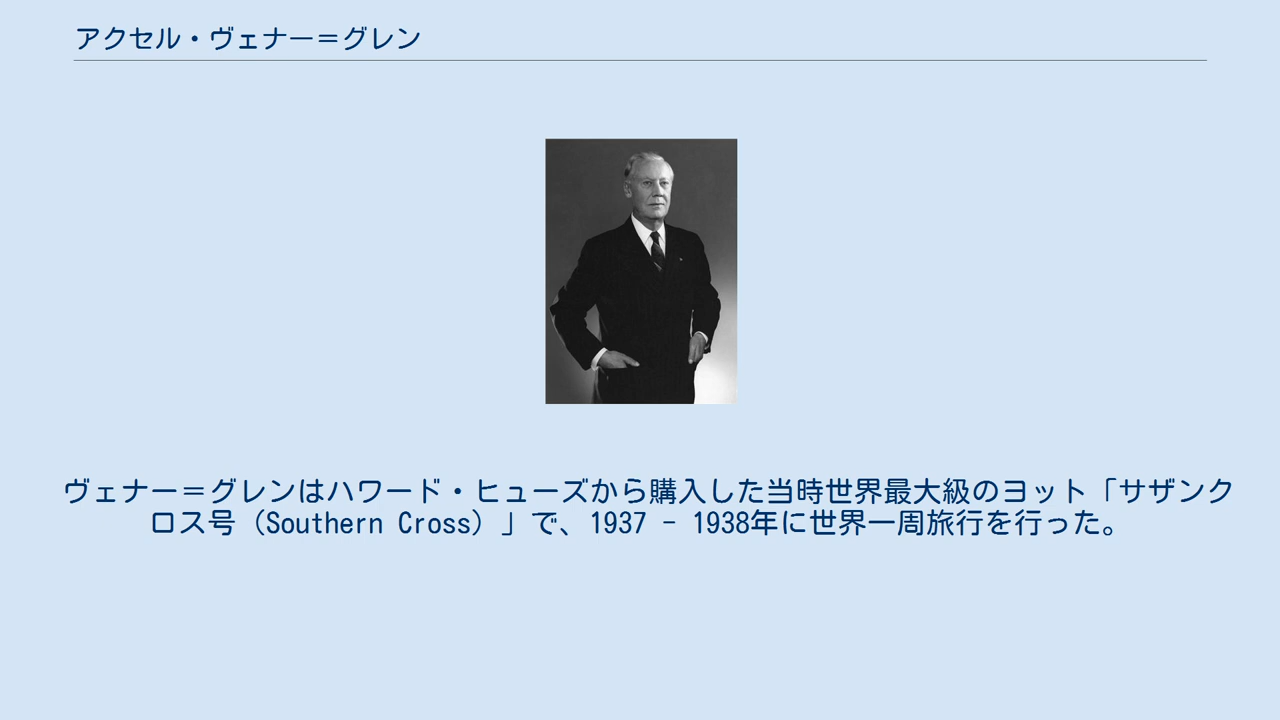 アクセル・ヴェナー＝グレン
ヴェナー＝グレンはハワード・ヒューズから購入した当時世界最大級のヨット「サザンク
ロス号（Southern Cross）」で、1937 - 1938年に世界一周旅行を行った。